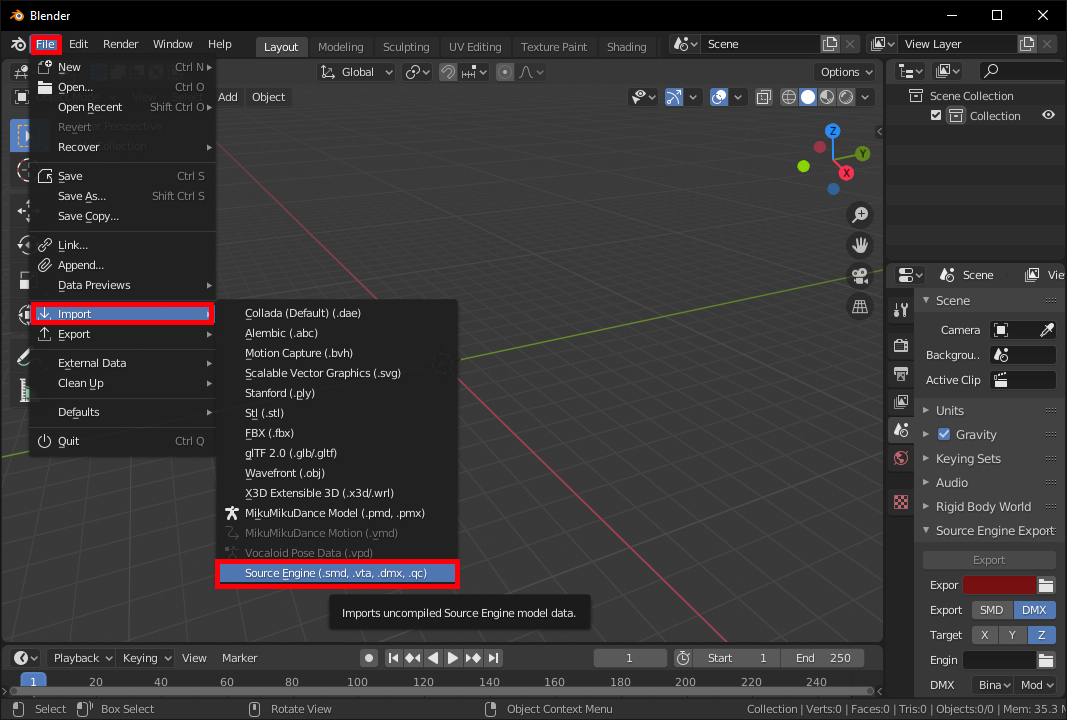 Blender
File Edit Render Window Help Layout Modeling Sculpting UV Editing Texture Paint Shading Scene View Layer
New Ctrl N
Open... Ctrl O
Open Recent Shift Ctrl O
Revert
Recover
Save Ctrl S
Save As... Shift Ctrl S
Save Copy...
Link...
Append...
Data Previews
Import
Export
External Data
Clean Up
Defaults
Quit Ctrl Q
Global Options
Add Object
Perspective
Collection
Z
Y
X
Collada (Default) (.dae)
Alembic (.abc)
Motion Capture (.bvh)
Scalable Vector Graphics (.svg)
Stanford (.ply)
Stl (.stl)
FBX (.fbx)
glTF 2.0 (.glb/.gltf)
Wavefront (.obj)
X3D Extensible 3D (.x3d/.wrl)
MikuMikuDance Model (.pmd, .pmx)
MikuMikuDance Motion (.vmd)
Vocaloid Pose Data (.vpd)
Source Engine (.smd, .vta, .dmx, .qc)
Imports uncompiled Source Engine model data.
Scene Collection
Collection
Scene Vie
Scene
Camera
Backgrou..
Active Clip
Units
Gravity
Keying Sets
Audio
Rigid Body World
Source Engine Export
Export
Expor
Export SMD DMX
Target X Y Z
Engin
DMX Bina Mod
Playback Keying View Marker 1 Start 1 End 250
1 20 40 60 80 100 120 140 160 180 200 220 240
Select Box Select Rotate View Object Context Menu Collection | Verts:0 | Faces:0 | Tris:0 | Objects:0/0 | Mem: 35.3 M